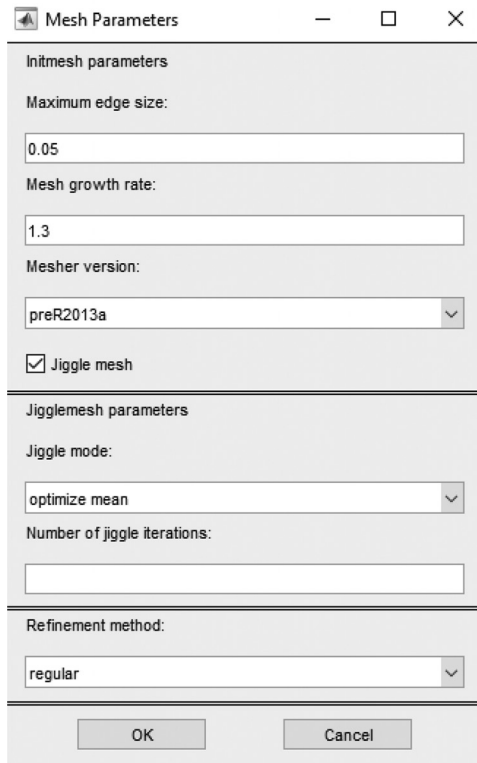 Mesh Parameters
Initmesh parameters
Maximum edge size:
0.05
Mesh growth rate:
1.3
Mesher version:
preR2013a
Jiggle mesh
Jigglemesh parameters
Jiggle mode:
optimize mean
Number of jiggle iterations:
Refinement method:
regular
OK Cancel